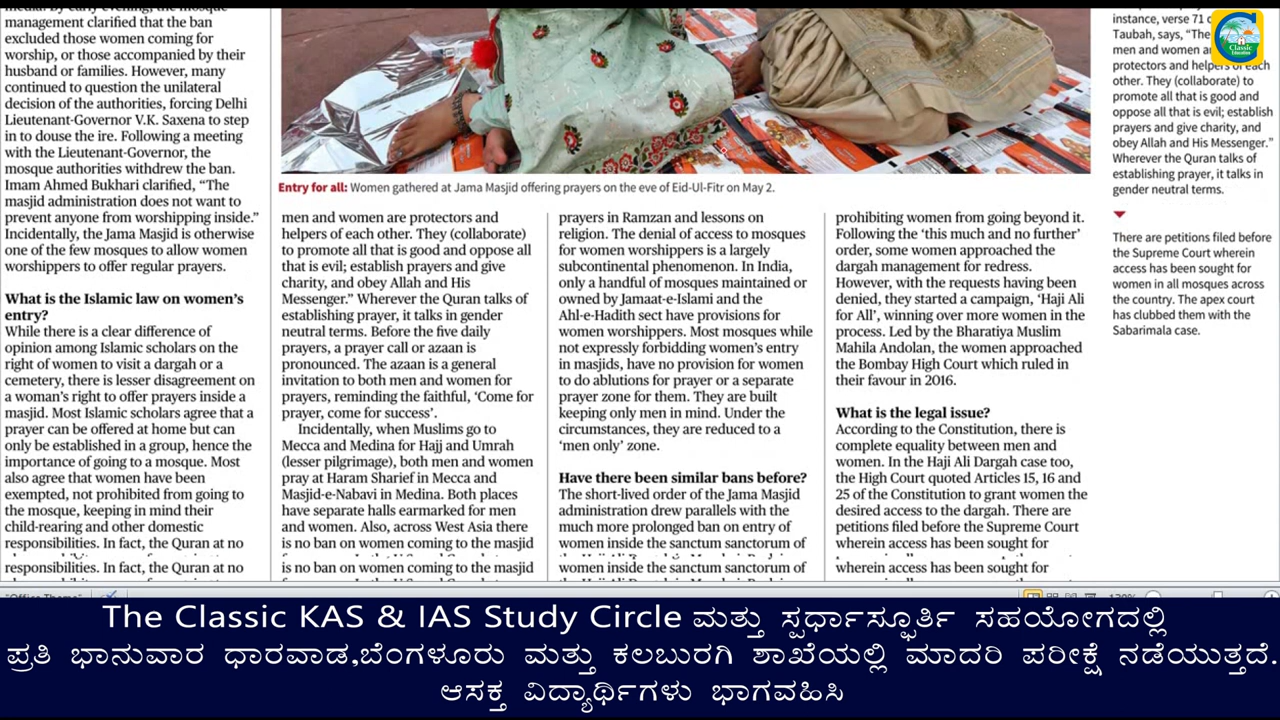 management clarified that the ban
excluded those women coming for
worship, or those accompanied by their
husband or families. However, many
continued to question the unilateral
decision of the authorities, forcing Delhi
Lieutenant-Governor V.K. Saxena to step
in to douse the ire. Following a meeting
with the Lieutenant-Governor, the
mosque authorities withdrew the ban.
Imam Ahmed Bukhari clarified, “The
masjid administration does not want to
prevent anyone from worshipping inside.”
Incidentally, the Jama Masjid is otherwise
one of the few mosques to allow women
worshippers to offer regular prayers.
What is the Islamic law on women’s
entry?
While there is a clear difference of
opinion among Islamic scholars on the
right of women to visit a dargah or a
cemetery, there is lesser disagreement on
a woman’s right to offer prayers inside a
masjid. Most Islamic scholars agree that a
prayer can be offered at home but can
only be established in a group, hence the
importance of going to a mosque. Most
also agree that women have been
exempted, not prohibited from going to
the mosque, keeping in mind their
child-rearing and other domestic
responsibilities. In fact, the Quran at no
responsibilities. In fact, the Quran at no
Entry for all: Women gathered at Jama Masjid offering prayers on the eve of Eid-Ul-Fitr on May 2.
men and women are protectors and
helpers of each other. They (collaborate)
to promote all that is good and oppose all
that is evil; establish prayers and give
charity, and obey Allah and His
Messenger.” Wherever the Quran talks of
establishing prayer, it talks in gender
neutral terms. Before the five daily
prayers, a prayer call or azaan is
pronounced. The azaan is a general
invitation to both men and women for
prayers, reminding the faithful, ‘Come for
prayer, come for success’.
Incidentally, when Muslims go to
Mecca and Medina for Hajj and Umrah
(lesser pilgrimage), both men and women
pray at Haram Sharief in Mecca and
Masjid-e-Nabavi in Medina. Both places
have separate halls earmarked for men
and women. Also, across West Asia there
is no ban on women coming to the masjid
is no ban on women coming to the masjid
prayers in Ramzan and lessons on
religion. The denial of access to mosques
for women worshippers is a largely
subcontinental phenomenon. In India,
only a handful of mosques maintained or
owned by Jamaat-e-Islami and the
Ahl-e-Hadith sect have provisions for
women worshippers. Most mosques while
not expressly forbidding women’s entry
in masjids, have no provision for women
to do ablutions for prayer or a separate
prayer zone for them. They are built
keeping only men in mind. Under the
circumstances, they are reduced to a
‘men only’ zone.
Have there been similar bans before?
The short-lived order of the Jama Masjid
administration drew parallels with the
much more prolonged ban on entry of
women inside the sanctum sanctorum of
women inside the sanctum sanctorum of
prohibiting women from going beyond it.
Following the ‘this much and no further’
order, some women approached the
dargah management for redress.
However, with the requests having been
denied, they started a campaign, ‘Haji Ali
for All’, winning over more women in the
process. Led by the Bharatiya Muslim
Mahila Andolan, the women approached
the Bombay High Court which ruled in
their favour in 2016.
What is the legal issue?
According to the Constitution, there is
complete equality between men and
women. In the Haji Ali Dargah case too,
the High Court quoted Articles 15, 16 and
25 of the Constitution to grant women the
desired access to the dargah. There are
petitions filed before the Supreme Court
wherein access has been sought for
wherein access has been sought for
instance, verse 71
Taubah, says, “The
men and women
protectors and helpers of each
other. They (collaborate) to
promote all that is good and
oppose all that is evil; establish
prayers and give charity, and
obey Allah and His Messenger.”
Wherever the Quran talks of
establishing prayer, it talks in
gender neutral terms.
There are petitions filed before
the Supreme Court wherein
access has been sought for
women in all mosques across
the country. The apex court
has clubbed them with the
Sabarimala case.
Classic
Education
The Classic KAS & IAS Study Circle ಮತ್ತು ಸ್ಪರ್ಧಾಸ್ಫೂರ್ತಿ ಸಹಯೋಗದಲ್ಲಿ
ಪ್ರತಿ ಭಾನುವಾರ ಧಾರವಾಡ,ಬೆಂಗಳೂರು ಮತ್ತು ಕಲಬುರಗಿ ಶಾಖೆಯಲ್ಲಿ ಮಾದರಿ ಪರೀಕ್ಷೆ ನಡೆಯುತ್ತದೆ.
ಆಸಕ್ತ ವಿದ್ಯಾರ್ಥಿಗಳು ಭಾಗವಹಿಸಿ